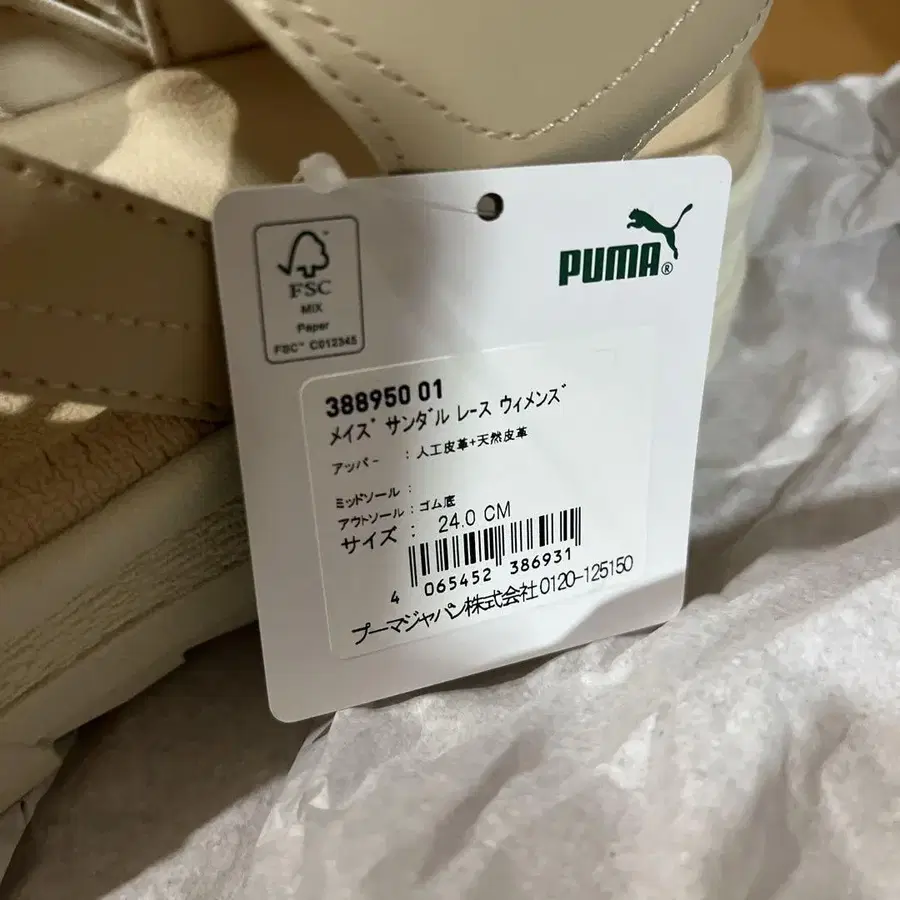 FSC
MIX
Paper
FSC™ C012345
PUMA®
388950 01
メイズ サンダル レース ウィメンズ
アッパー : 人工皮革+天然皮革
ミッドソール :
アウトソール : ゴム底
サイズ : 24.0 CM
4 065452 386931
プーマジャパン株式会社 0120-125150